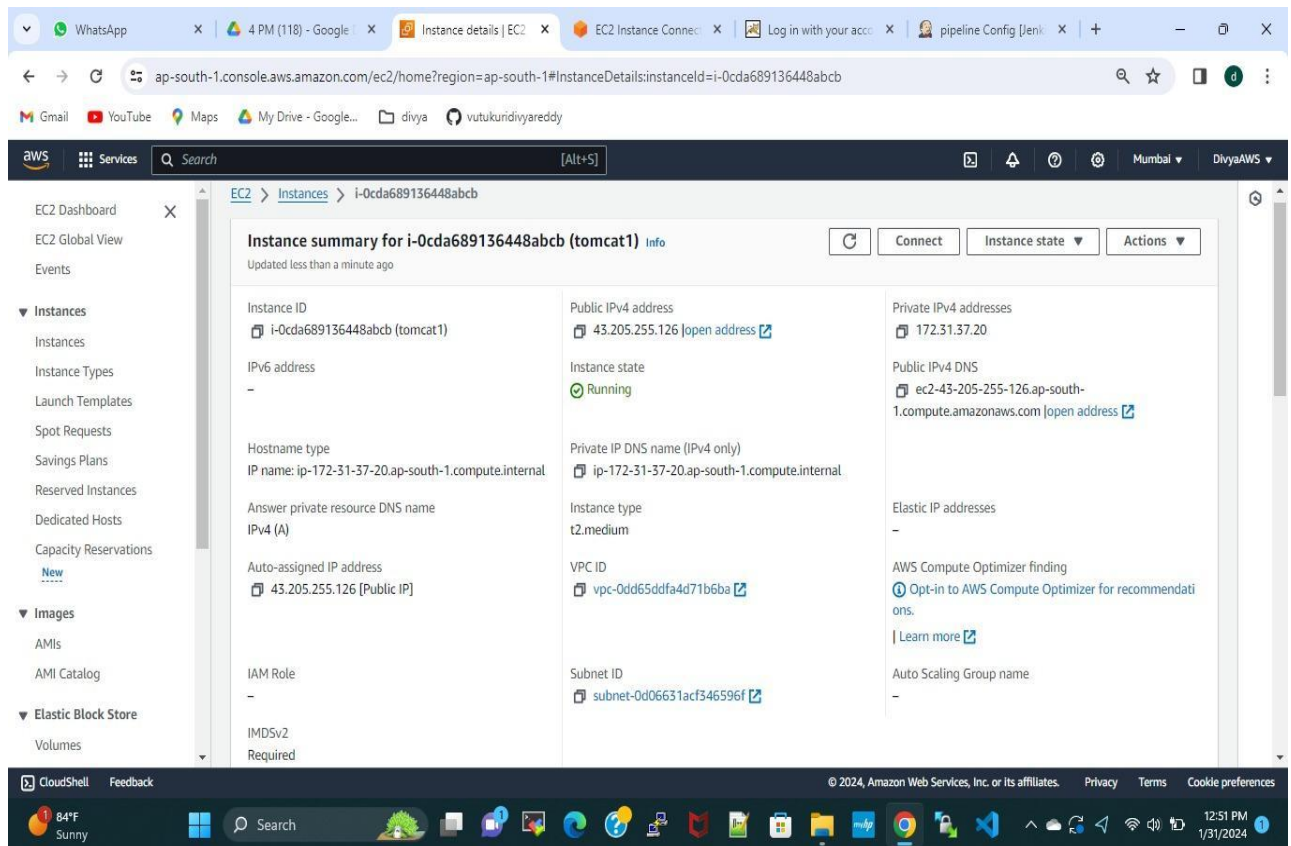 WhatsApp
4 PM (118) - Google
Instance details | EC2
EC2 Instance Connec
Log in with your acco
pipeline Config [Jenk
ap-south-1.console.aws.amazon.com/ec2/home?region=ap-south-1#InstanceDetails:instanceId=i-0cda689136448abcb
d
Gmail
YouTube
Maps
My Drive - Google...
divya
vutukuridivyareddy
aws
Services
Search
[Alt+S]
Mumbai
DivyaAWS
EC2 Dashboard
EC2 Global View
Events
Instances
Instances
Instance Types
Launch Templates
Spot Requests
Savings Plans
Reserved Instances
Dedicated Hosts
Capacity Reservations
New
Images
AMIs
AMI Catalog
Elastic Block Store
Volumes
EC2 > Instances > i-0cda689136448abcb
Instance summary for i-0cda689136448abcb (tomcat1) Info
Updated less than a minute ago
Connect
Instance state
Actions
Instance ID
i-0cda689136448abcb (tomcat1)
Public IPv4 address
43.205.255.126 |open address
Private IPv4 addresses
172.31.37.20
IPv6 address
–
Instance state
Running
Public IPv4 DNS
ec2-43-205-255-126.ap-south-
1.compute.amazonaws.com |open address
Hostname type
IP name: ip-172-31-37-20.ap-south-1.compute.internal
Private IP DNS name (IPv4 only)
ip-172-31-37-20.ap-south-1.compute.internal
Answer private resource DNS name
IPv4 (A)
Instance type
t2.medium
Elastic IP addresses
–
Auto-assigned IP address
43.205.255.126 [Public IP]
VPC ID
vpc-0dd65ddfa4d71b6ba
AWS Compute Optimizer finding
Opt-in to AWS Compute Optimizer for recommendati
ons.
| Learn more
IAM Role
–
Subnet ID
subnet-0d06631acf346596f
Auto Scaling Group name
–
IMDSv2
Required
CloudShell
Feedback
© 2024, Amazon Web Services, Inc. or its affiliates.
Privacy
Terms
Cookie preferences
1
84°F
Sunny
Search
myhp
12:51 PM
1/31/2024
1